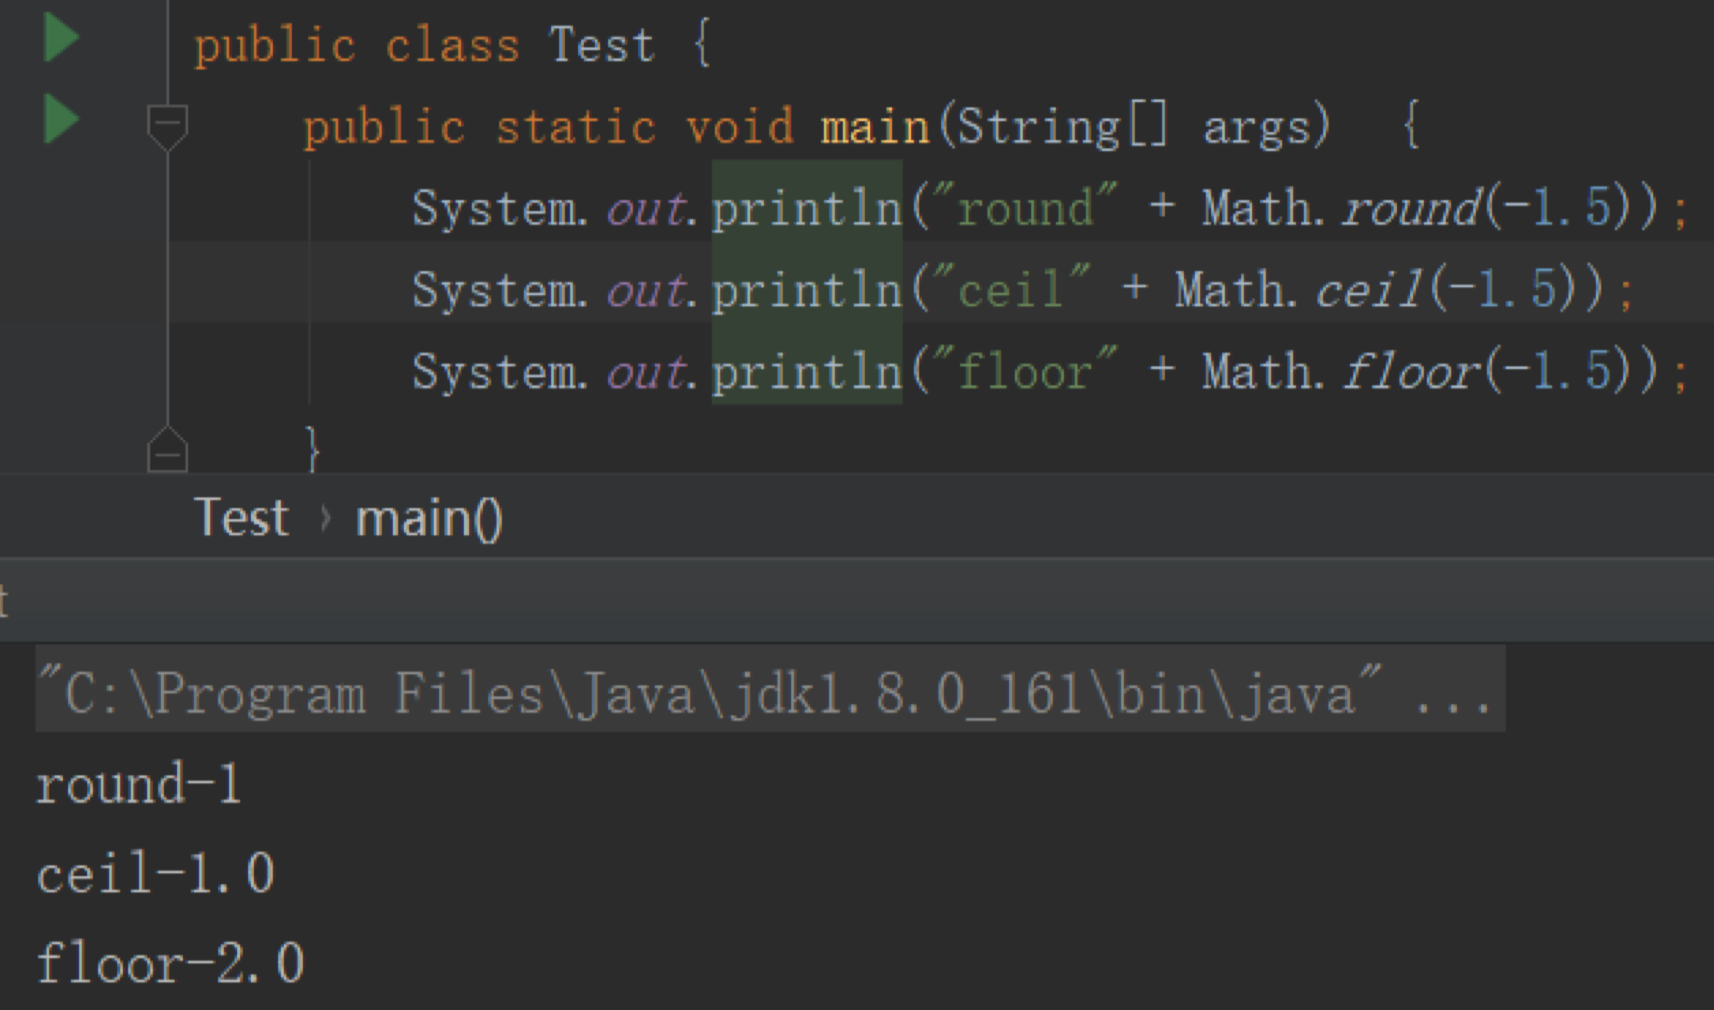 public class Test {
public static void main(String[] args) {
System.out.println("round" + Math.round(-1.5));
System.out.println("ceil" + Math.ceil(-1.5));
System.out.println("floor" + Math.floor(-1.5));
}
Test › main()
t
"C:\Program Files\Java\jdk1.8.0_161\bin\java" ...
round-1
ceil-1.0
floor-2.0